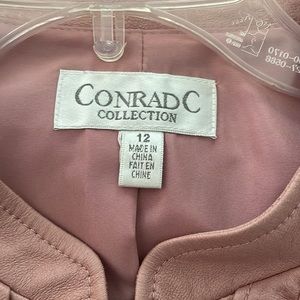 CONRAD C
COLLECTION
12
MADE IN
CHINA
FAIT EN
CHINE